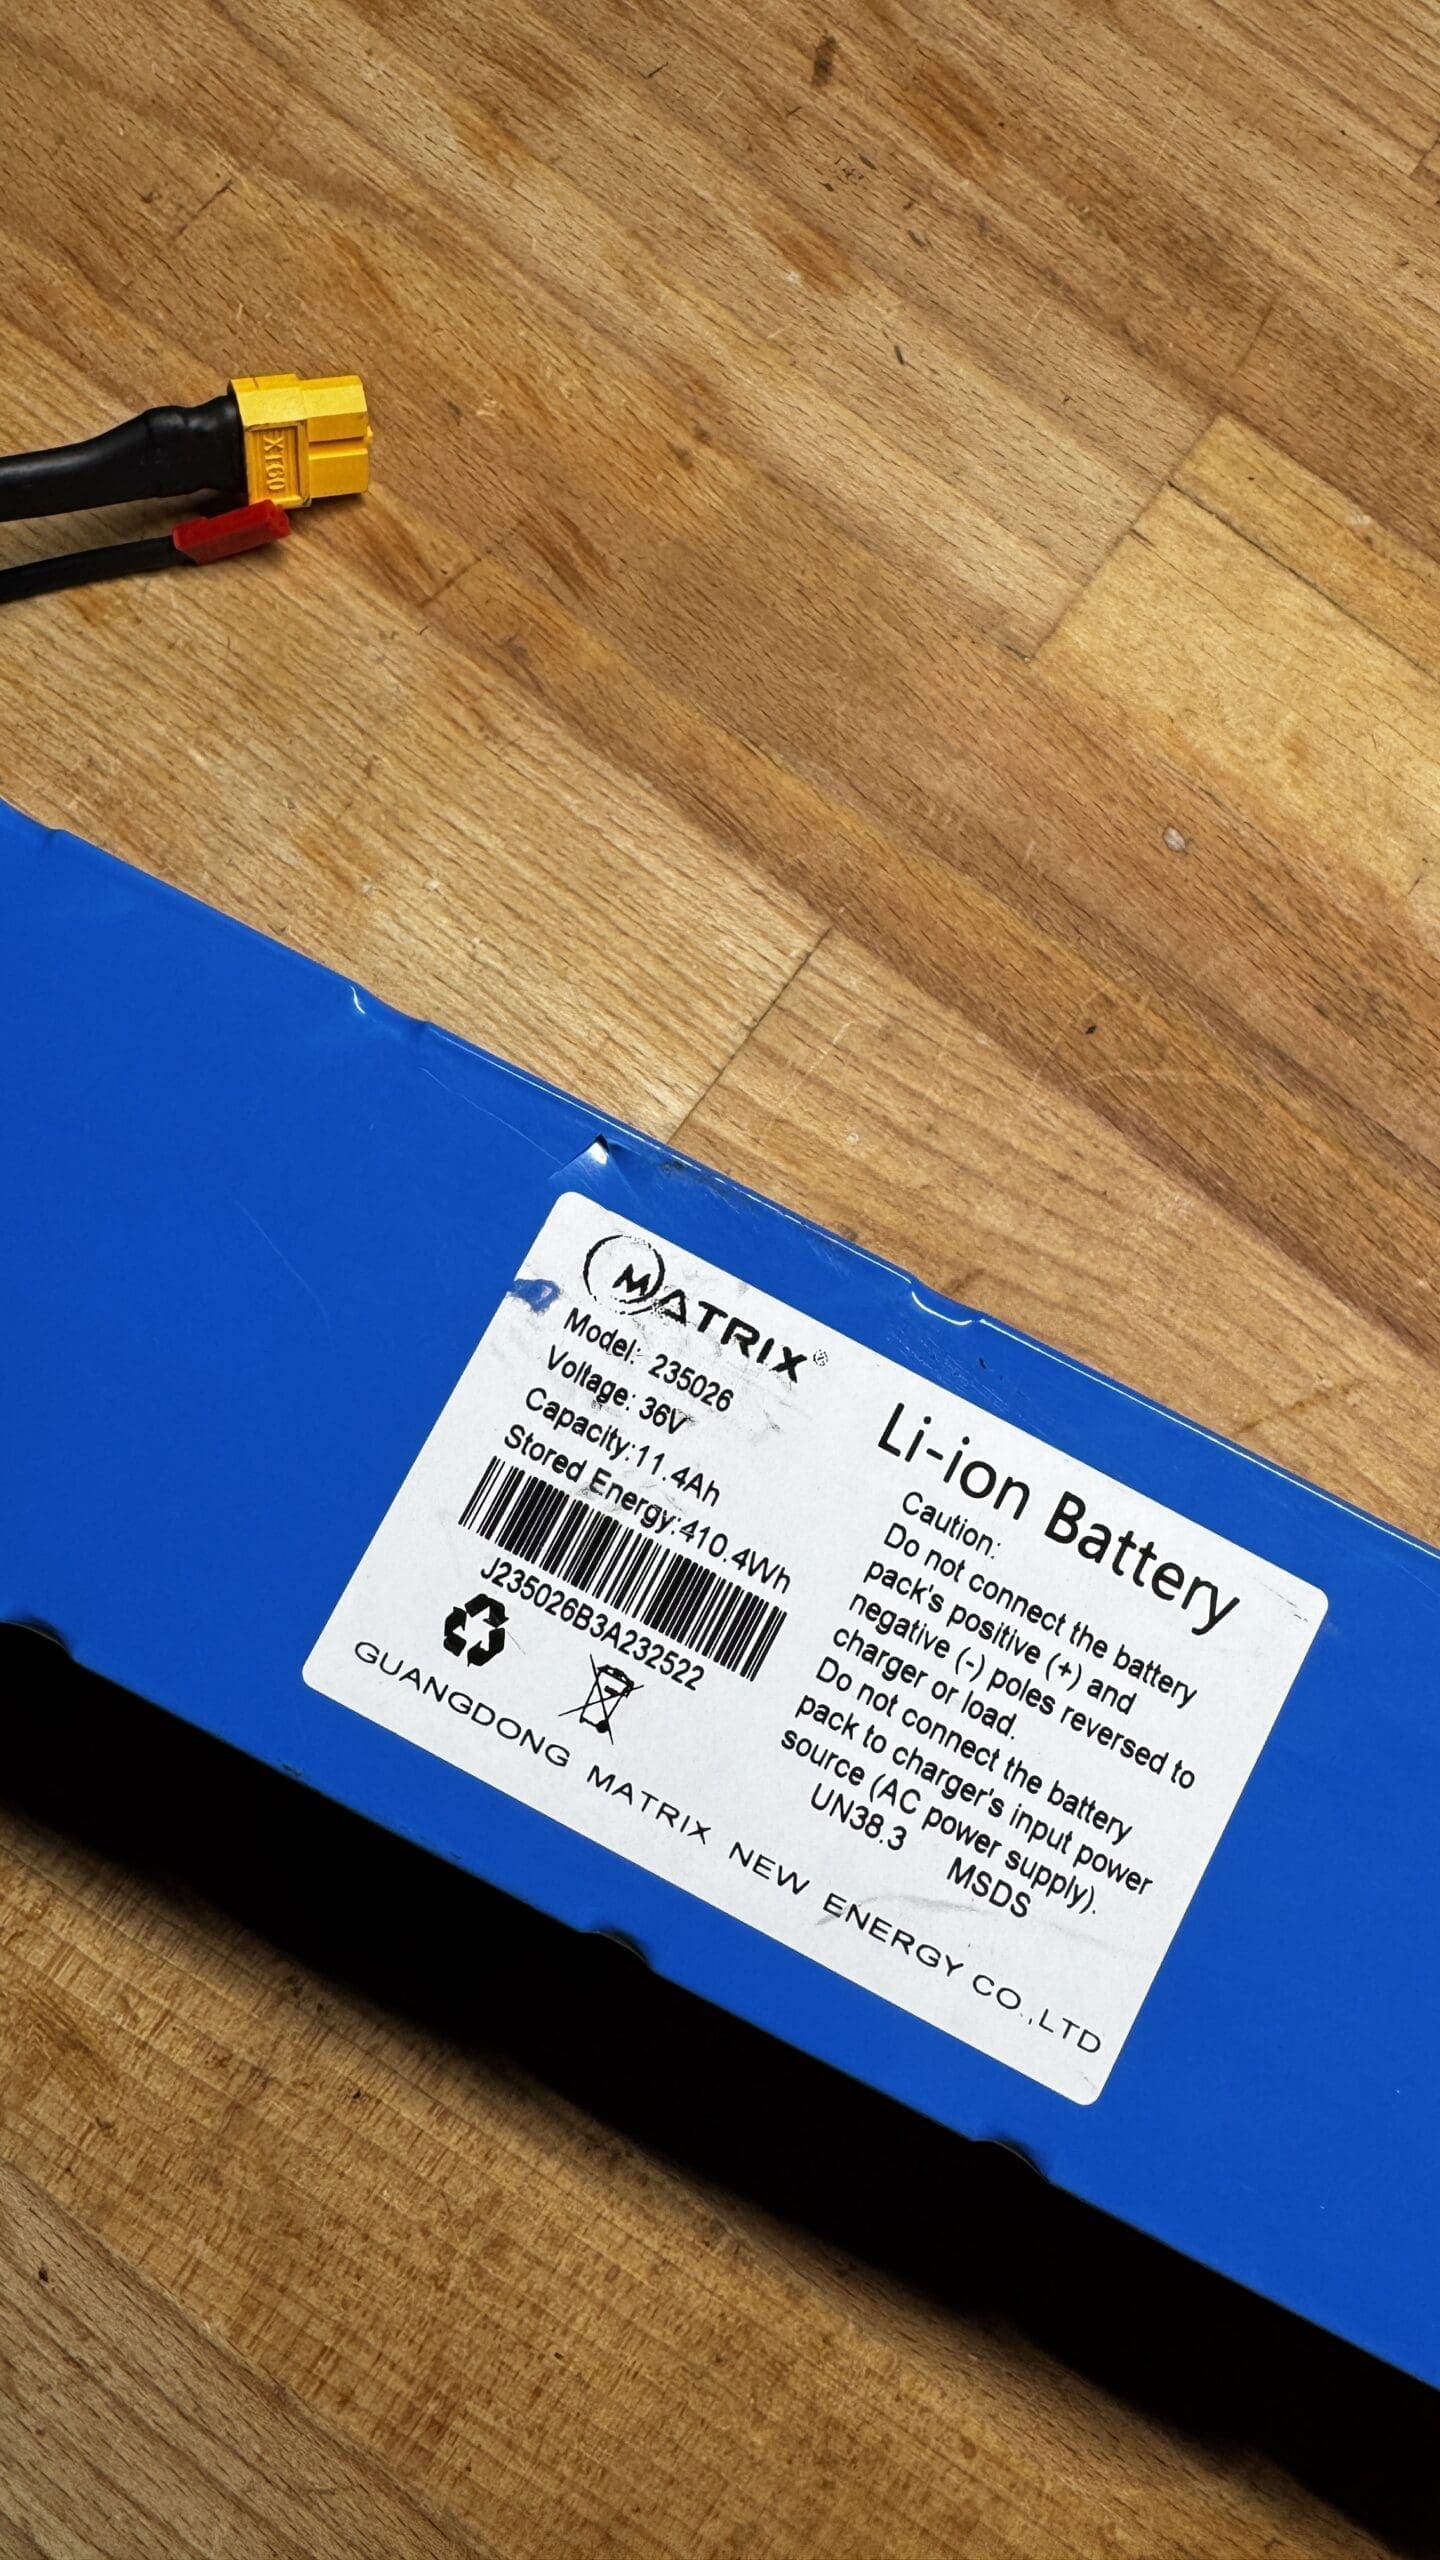 XT60
MATRIX®
Model: 235026
Voltage: 36V
Capacity:11.4Ah
Stored Energy:410.4Wh
J235026B3A232522
Li-ion Battery
Caution:
Do not connect the battery
pack's positive (+) and
negative (-) poles reversed to
charger or load.
Do not connect the battery
pack to charger's input power
source (AC power supply).
UN38.3 MSDS
GUANGDONG MATRIX NEW ENERGY CO.,LTD